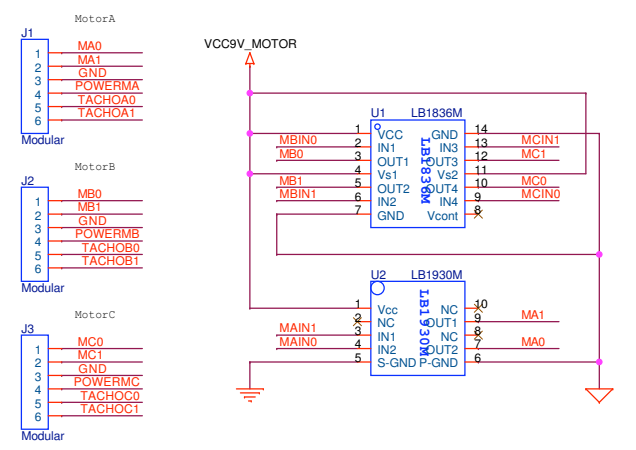 MotorA
J1
1 MA0
2 MA1
3 GND
4 POWERMA
5 TACHOA0
6 TACHOA1
Modular
MotorB
J2
1 MB0
2 MB1
3 GND
4 POWERMB
5 TACHOB0
6 TACHOB1
Modular
MotorC
J3
1 MC0
2 MC1
3 GND
4 POWERMC
5 TACHOC0
6 TACHOC1
Modular
VCC9V_MOTOR
U1 LB1836M
1 VCC GND 14
MBIN0 2 IN1 IN3 13 MCIN1
MB0 3 OUT1 OUT3 12 MC1
4 Vs1 Vs2 11
MB1 5 OUT2 OUT4 10 MC0
MBIN1 6 IN2 IN4 9 MCIN0
7 GND Vcont 8
LB1836M
U2 LB1930M
1 Vcc NC 10
2 NC OUT1 9 MA1
MAIN1 3 IN1 NC 8
MAIN0 4 IN2 OUT2 7 MA0
5 S-GND P-GND 6
LB1930M